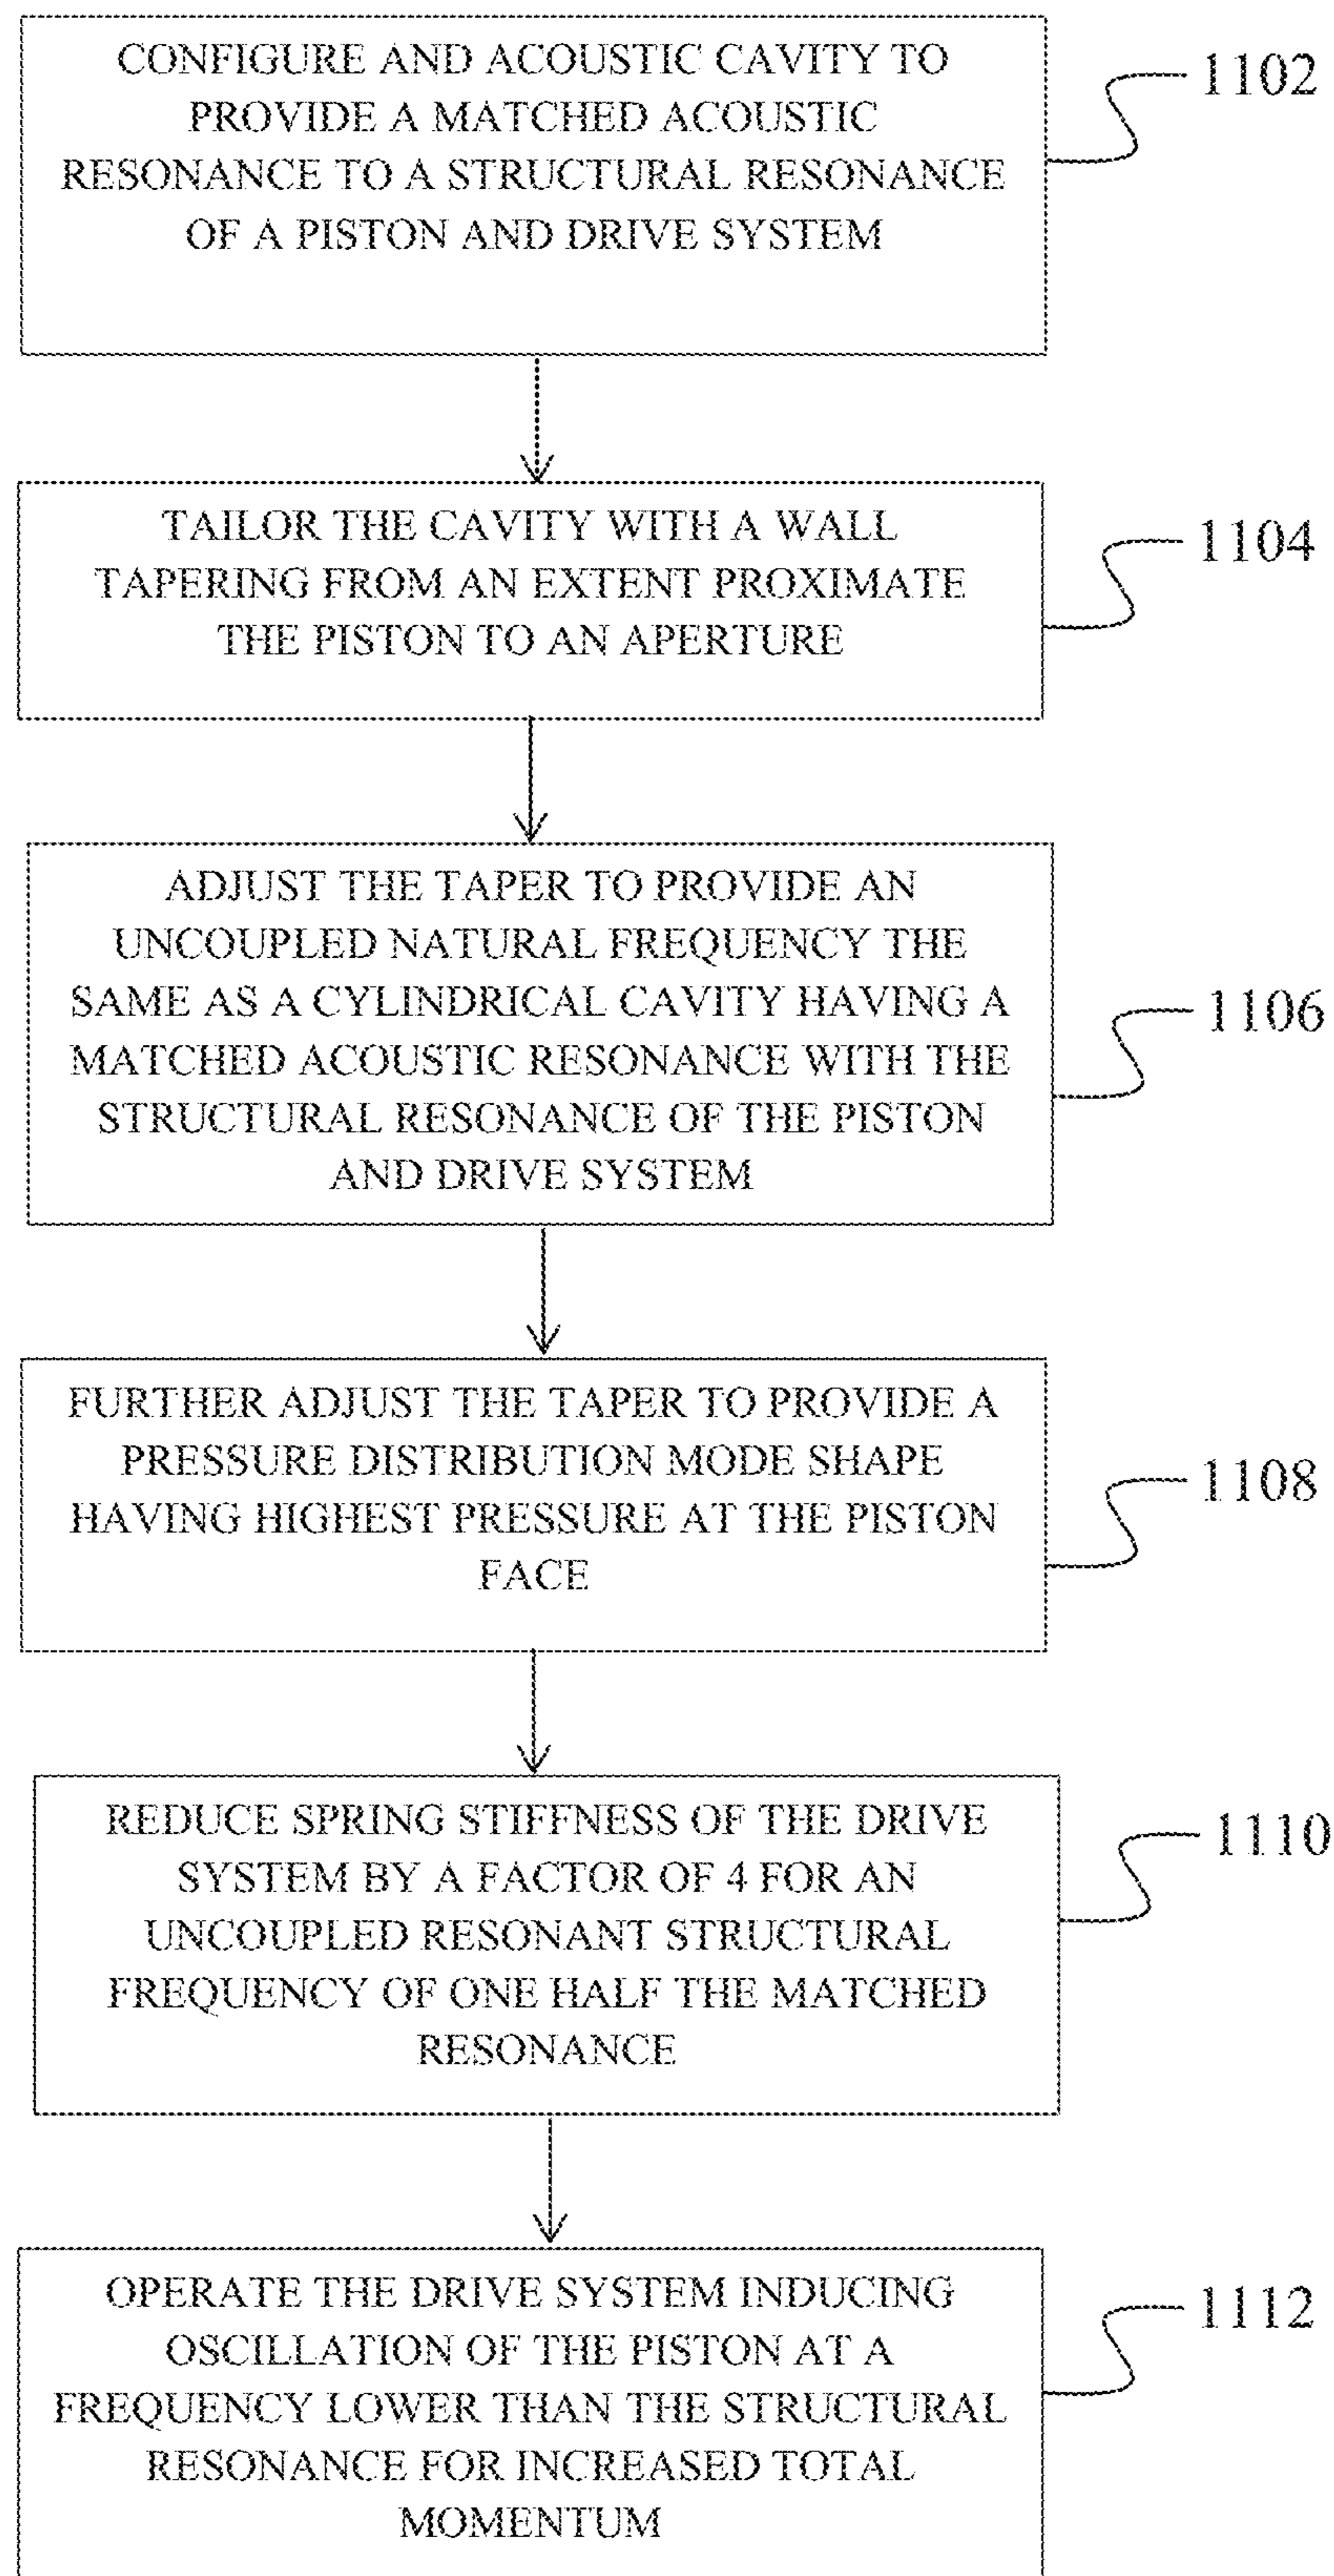 CONFIGURE AND ACOUSTIC CAVITY TO
PROVIDE A MATCHED ACOUSTIC
RESONANCE TO A STRUCTURAL RESONANCE
OF A PISTON AND DRIVE SYSTEM
1102
TAILOR THE CAVITY WITH A WALL
TAPERING FROM AN EXTENT PROXIMATE
THE PISTON TO AN APERTURE
1104
ADJUST THE TAPER TO PROVIDE AN
UNCOUPLED NATURAL FREQUENCY THE
SAME AS A CYLINDRICAL CAVITY HAVING A
MATCHED ACOUSTIC RESONANCE WITH THE
STRUCTURAL RESONANCE OF THE PISTON
AND DRIVE SYSTEM
1106
FURTHER ADJUST THE TAPER TO PROVIDE A
PRESSURE DISTRIBUTION MODE SHAPE
HAVING HIGHEST PRESSURE AT THE PISTON
FACE
1108
REDUCE SPRING STIFFNESS OF THE DRIVE
SYSTEM BY A FACTOR OF 4 FOR AN
UNCOUPLED RESONANT STRUCTURAL
FREQUENCY OF ONE HALF THE MATCHED
RESONANCE
1110
OPERATE THE DRIVE SYSTEM INDUCING
OSCILLATION OF THE PISTON AT A
FREQUENCY LOWER THAN THE STRUCTURAL
RESONANCE FOR INCREASED TOTAL
MOMENTUM
1112